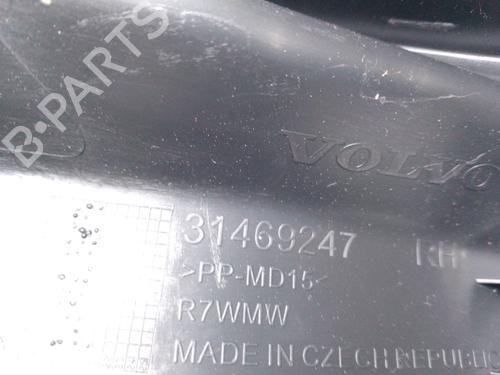 B-PARTS
VOLVO
31469247 RH
>PP-MD15<
R7WMW
MADE IN CZECH REPUBLIC